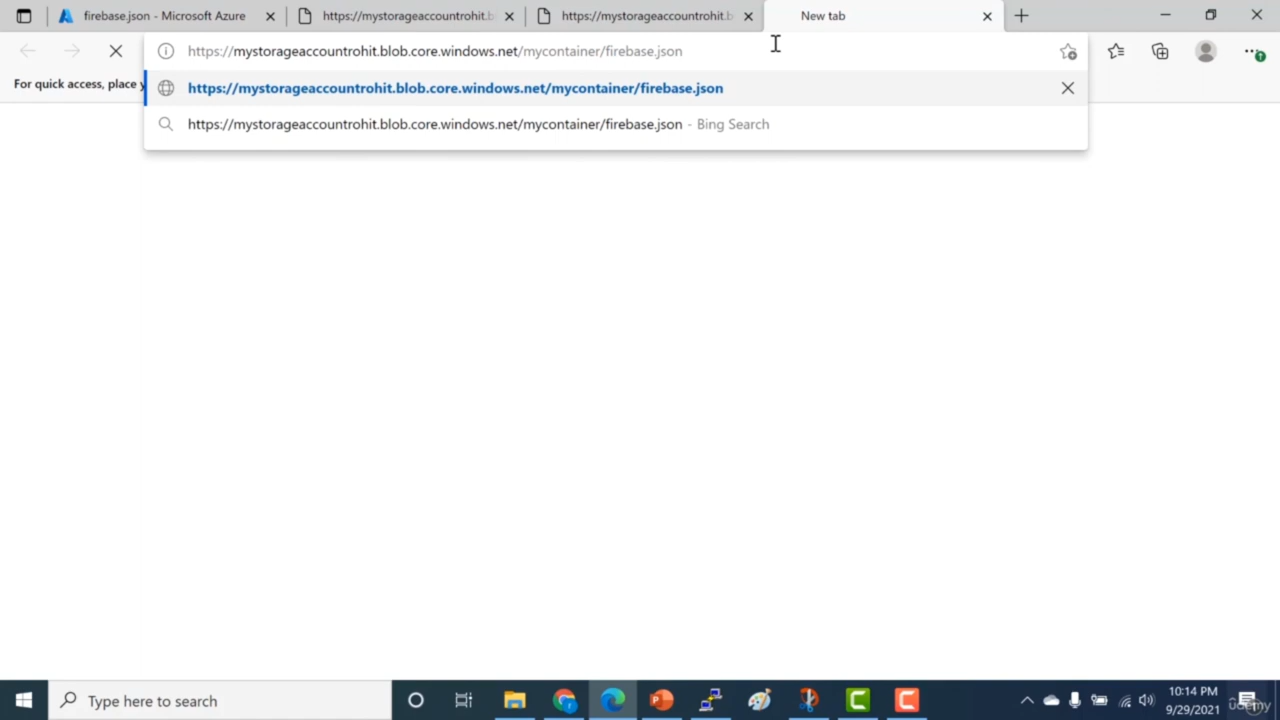 firebase.json - Microsoft Azure
https://mystorageaccountrohit.b
https://mystorageaccountrohit.b
New tab
https://mystorageaccountrohit.blob.core.windows.net/mycontainer/firebase.json
For quick access, place y
https://mystorageaccountrohit.blob.core.windows.net/mycontainer/firebase.json
https://mystorageaccountrohit.blob.core.windows.net/mycontainer/firebase.json - Bing Search
Type here to search
10:14 PM
9/29/2021
ûdemy